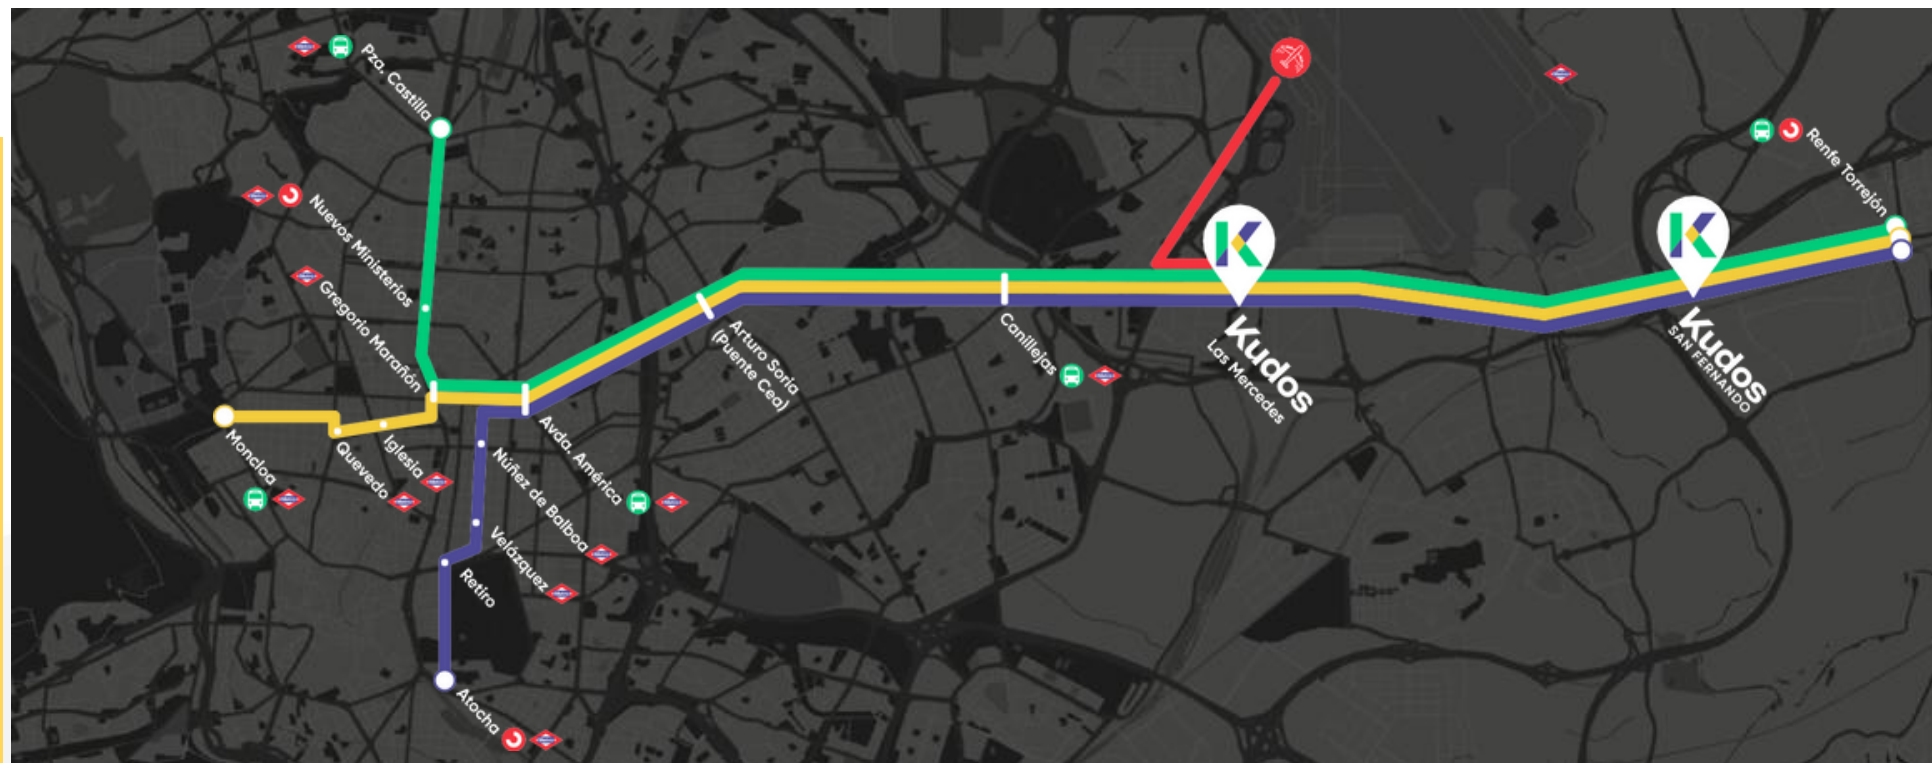 Pza. Castilla
Nuevos Ministerios
Gregorio Marañón
Moncloa
Quevedo
Iglesia
Avda. América
Núñez de Balboa
Velázquez
Retiro
Atocha
Arturo Soria
(Puente Cea)
Canillejas
Kudos
Las Mercedes
Kudos
SAN FERNANDO
Renfe Torrejón